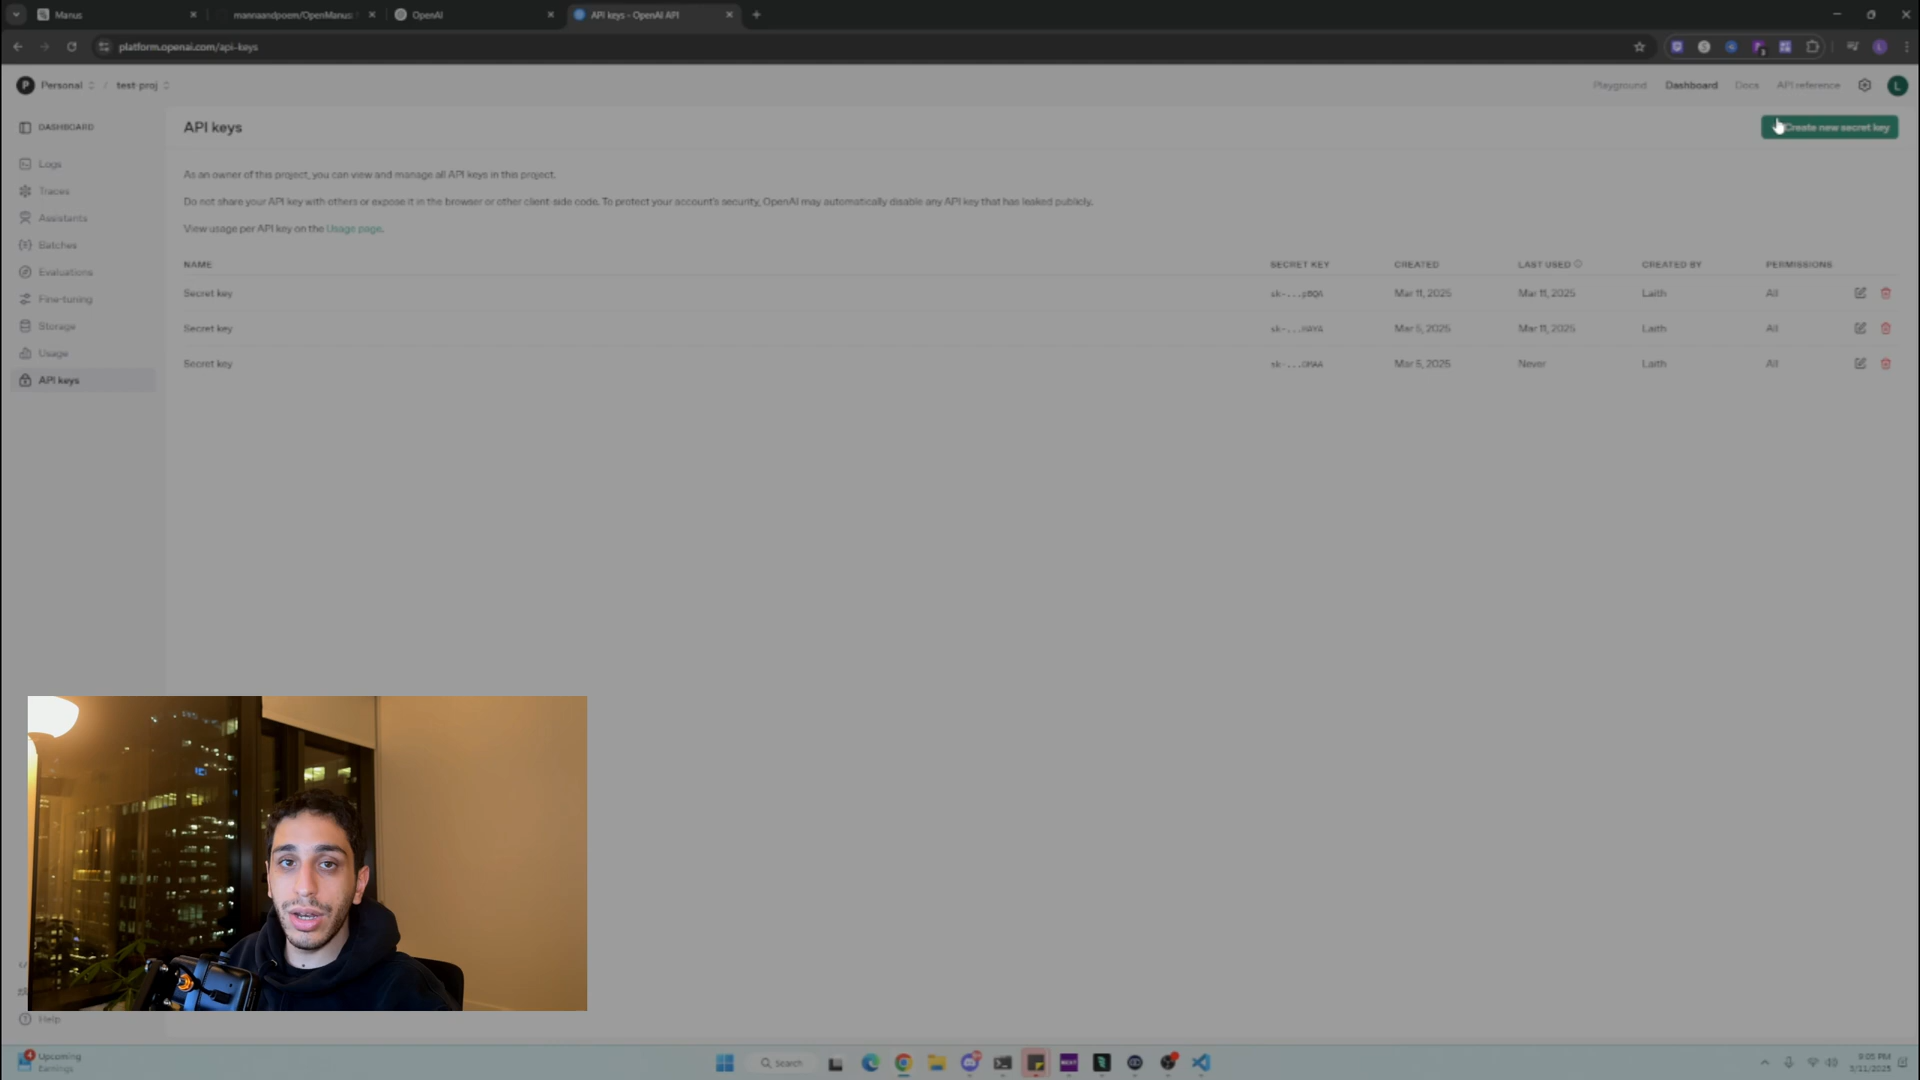 Manus
mannaandpoem/OpenManus:
OpenAI
API keys - OpenAI API
platform.openai.com/api-keys
P Personal / test-proj
Playground Dashboard Docs API reference L
DASHBOARD
Logs
Traces
Assistants
Batches
Evaluations
Fine-tuning
Storage
Usage
API keys
API keys
Create new secret key
As an owner of this project, you can view and manage all API keys in this project.
Do not share your API key with others or expose it in the browser or other client-side code. To protect your account's security, OpenAI may automatically disable any API key that has leaked publicly.
View usage per API key on the Usage page.
NAME SECRET KEY CREATED LAST USED CREATED BY PERMISSIONS
Secret key Mar 11, 2025 Mar 11, 2025 Laith All
Secret key Mar 5, 2025 Mar 11, 2025 Laith All
Secret key Mar 5, 2025 Never Laith All
Help
Upcoming
Earnings
Search
9:05 PM
3/11/2025